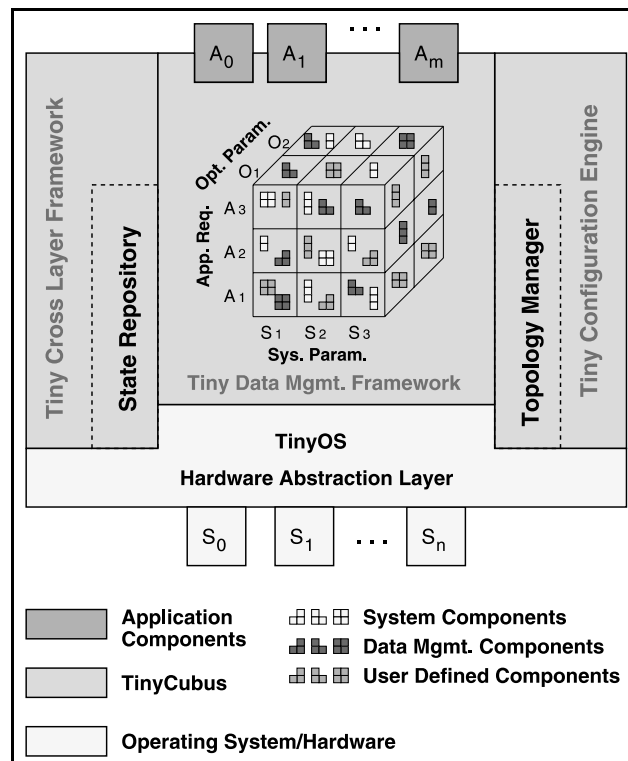 A0 A1 ... Am
Tiny Cross Layer Framework
State Repository
Opt. Param.
O2
O1
App. Req.
A3
A2
A1
S1 S2 S3
Sys. Param.
Tiny Data Mgmt. Framework
Topology Manager
Tiny Configuration Engine
TinyOS
Hardware Abstraction Layer
S0 S1 ... Sn
Application
Components
TinyCubus
Operating System/Hardware
System Components
Data Mgmt. Components
User Defined Components